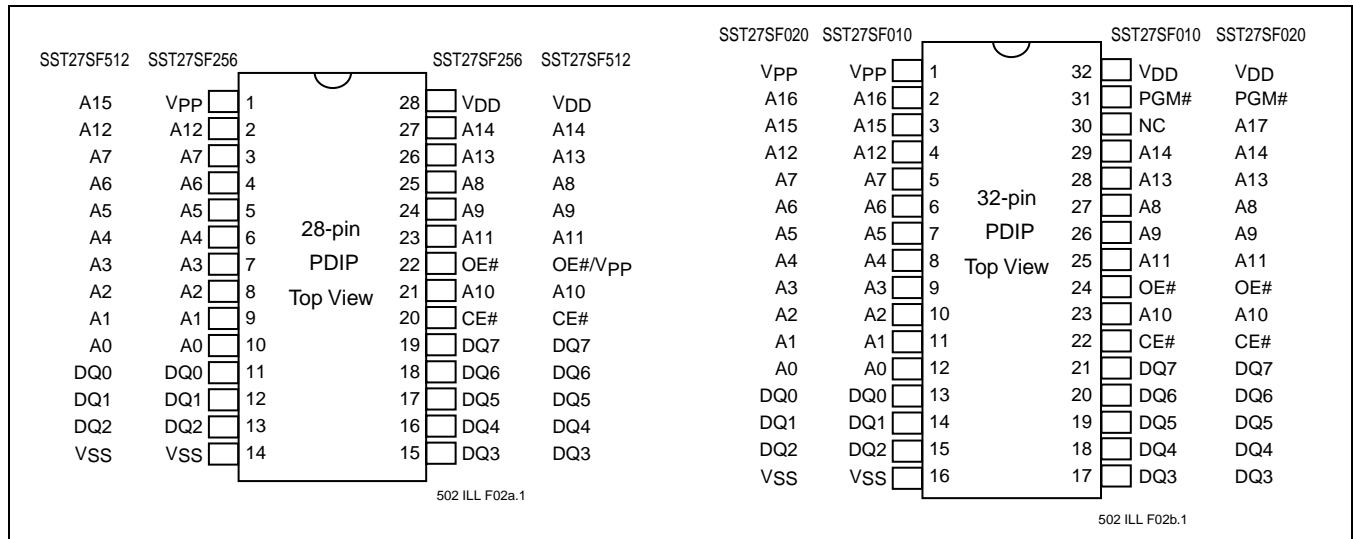 SST27SF512 SST27SF256 SST27SF256 SST27SF512
A15 VPP 1 28 VDD VDD
A12 A12 2 27 A14 A14
A7 A7 3 26 A13 A13
A6 A6 4 25 A8 A8
A5 A5 5 24 A9 A9
A4 A4 6 23 A11 A11
A3 A3 7 22 OE# OE#/VPP
A2 A2 8 21 A10 A10
A1 A1 9 20 CE# CE#
A0 A0 10 19 DQ7 DQ7
DQ0 DQ0 11 18 DQ6 DQ6
DQ1 DQ1 12 17 DQ5 DQ5
DQ2 DQ2 13 16 DQ4 DQ4
VSS VSS 14 15 DQ3 DQ3
28-pin
PDIP
Top View
502 ILL F02a.1
SST27SF020 SST27SF010 SST27SF010 SST27SF020
VPP VPP 1 32 VDD VDD
A16 A16 2 31 PGM# PGM#
A15 A15 3 30 NC A17
A12 A12 4 29 A14 A14
A7 A7 5 28 A13 A13
A6 A6 6 27 A8 A8
A5 A5 7 26 A9 A9
A4 A4 8 25 A11 A11
A3 A3 9 24 OE# OE#
A2 A2 10 23 A10 A10
A1 A1 11 22 CE# CE#
A0 A0 12 21 DQ7 DQ7
DQ0 DQ0 13 20 DQ6 DQ6
DQ1 DQ1 14 19 DQ5 DQ5
DQ2 DQ2 15 18 DQ4 DQ4
VSS VSS 16 17 DQ3 DQ3
32-pin
PDIP
Top View
502 ILL F02b.1